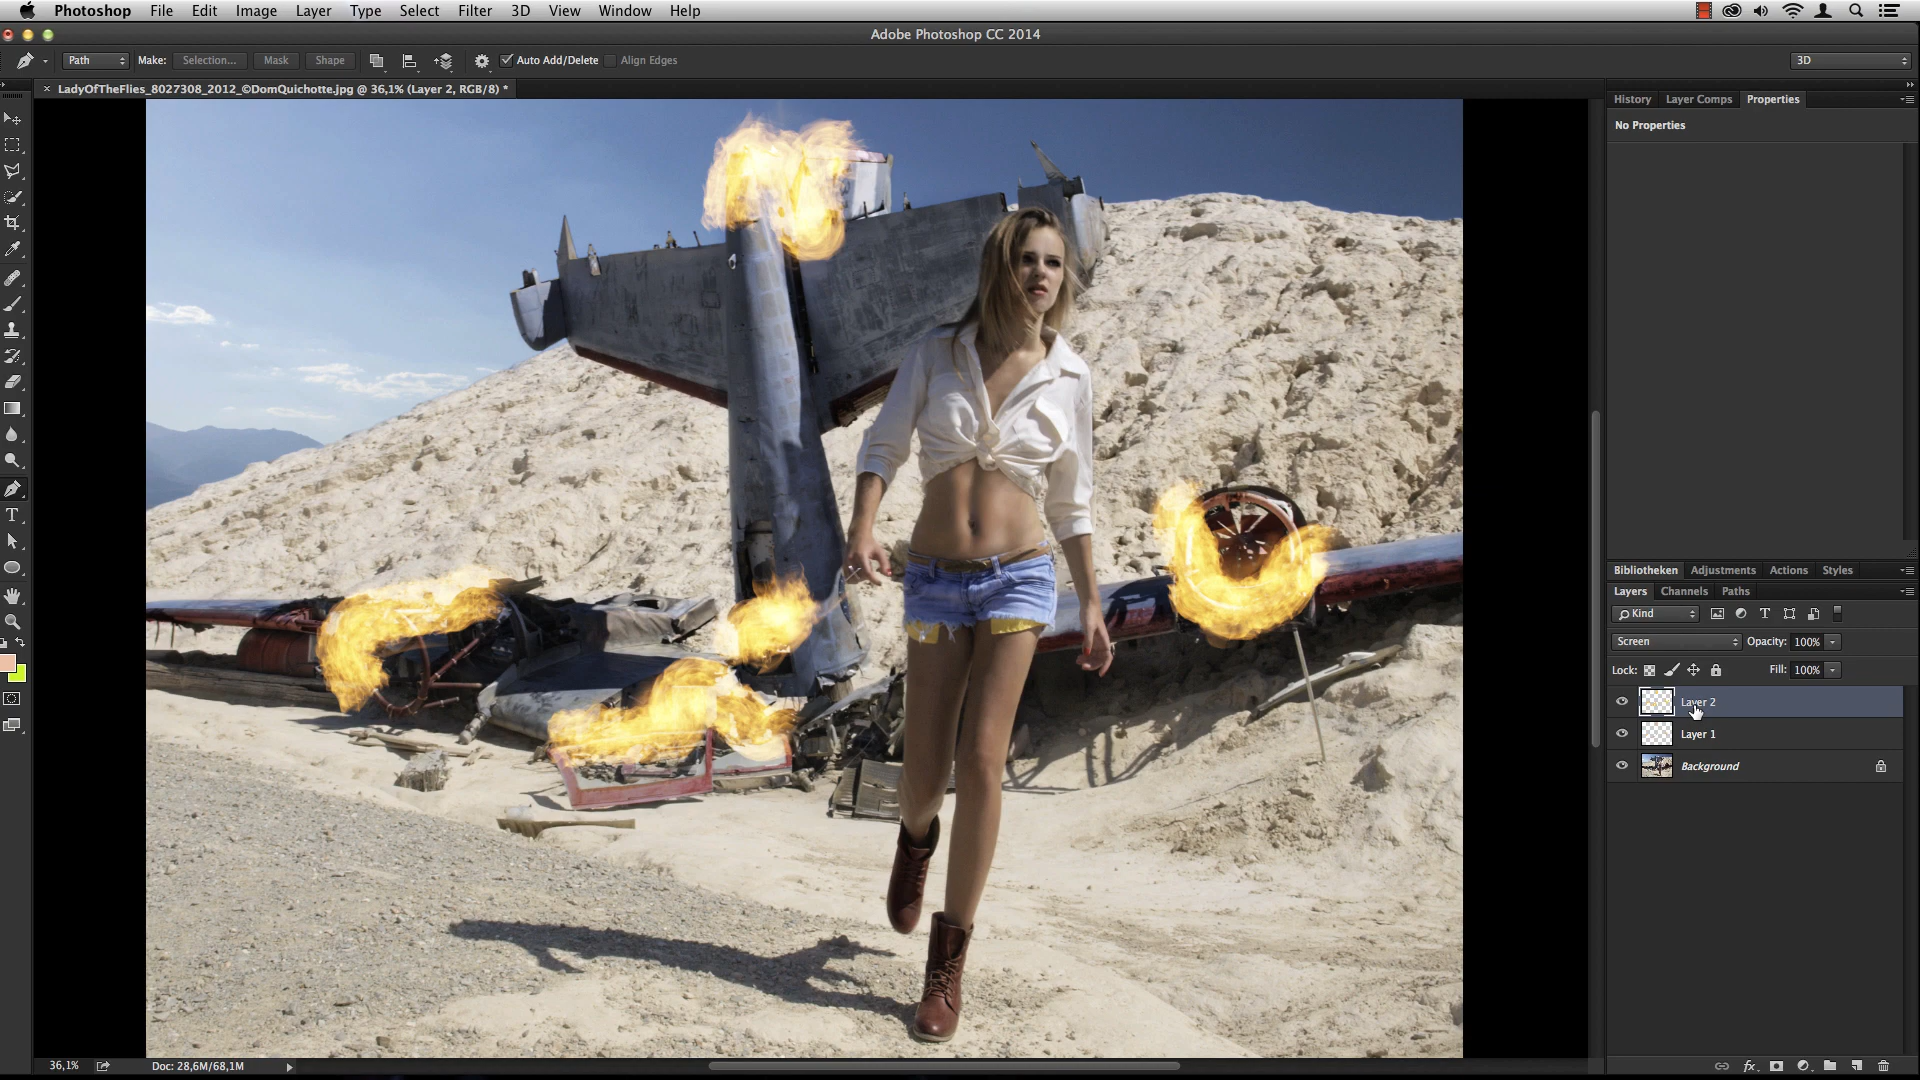 Photoshop File Edit Image Layer Type Select Filter 3D View Window Help
Adobe Photoshop CC 2014
Path Make: Selection... Mask Shape Auto Add/Delete Align Edges 3D
× LadyOfTheFlies_8027308_2012_©DomQuichotte.jpg @ 36,1% (Layer 2, RGB/8) *
History Layer Comps Properties
No Properties
Bibliotheken Adjustments Actions Styles
Layers Channels Paths
Kind
Screen Opacity: 100%
Lock: Fill: 100%
Layer 2
Layer 1
Background
36,1% Doc: 28,6M/68,1M